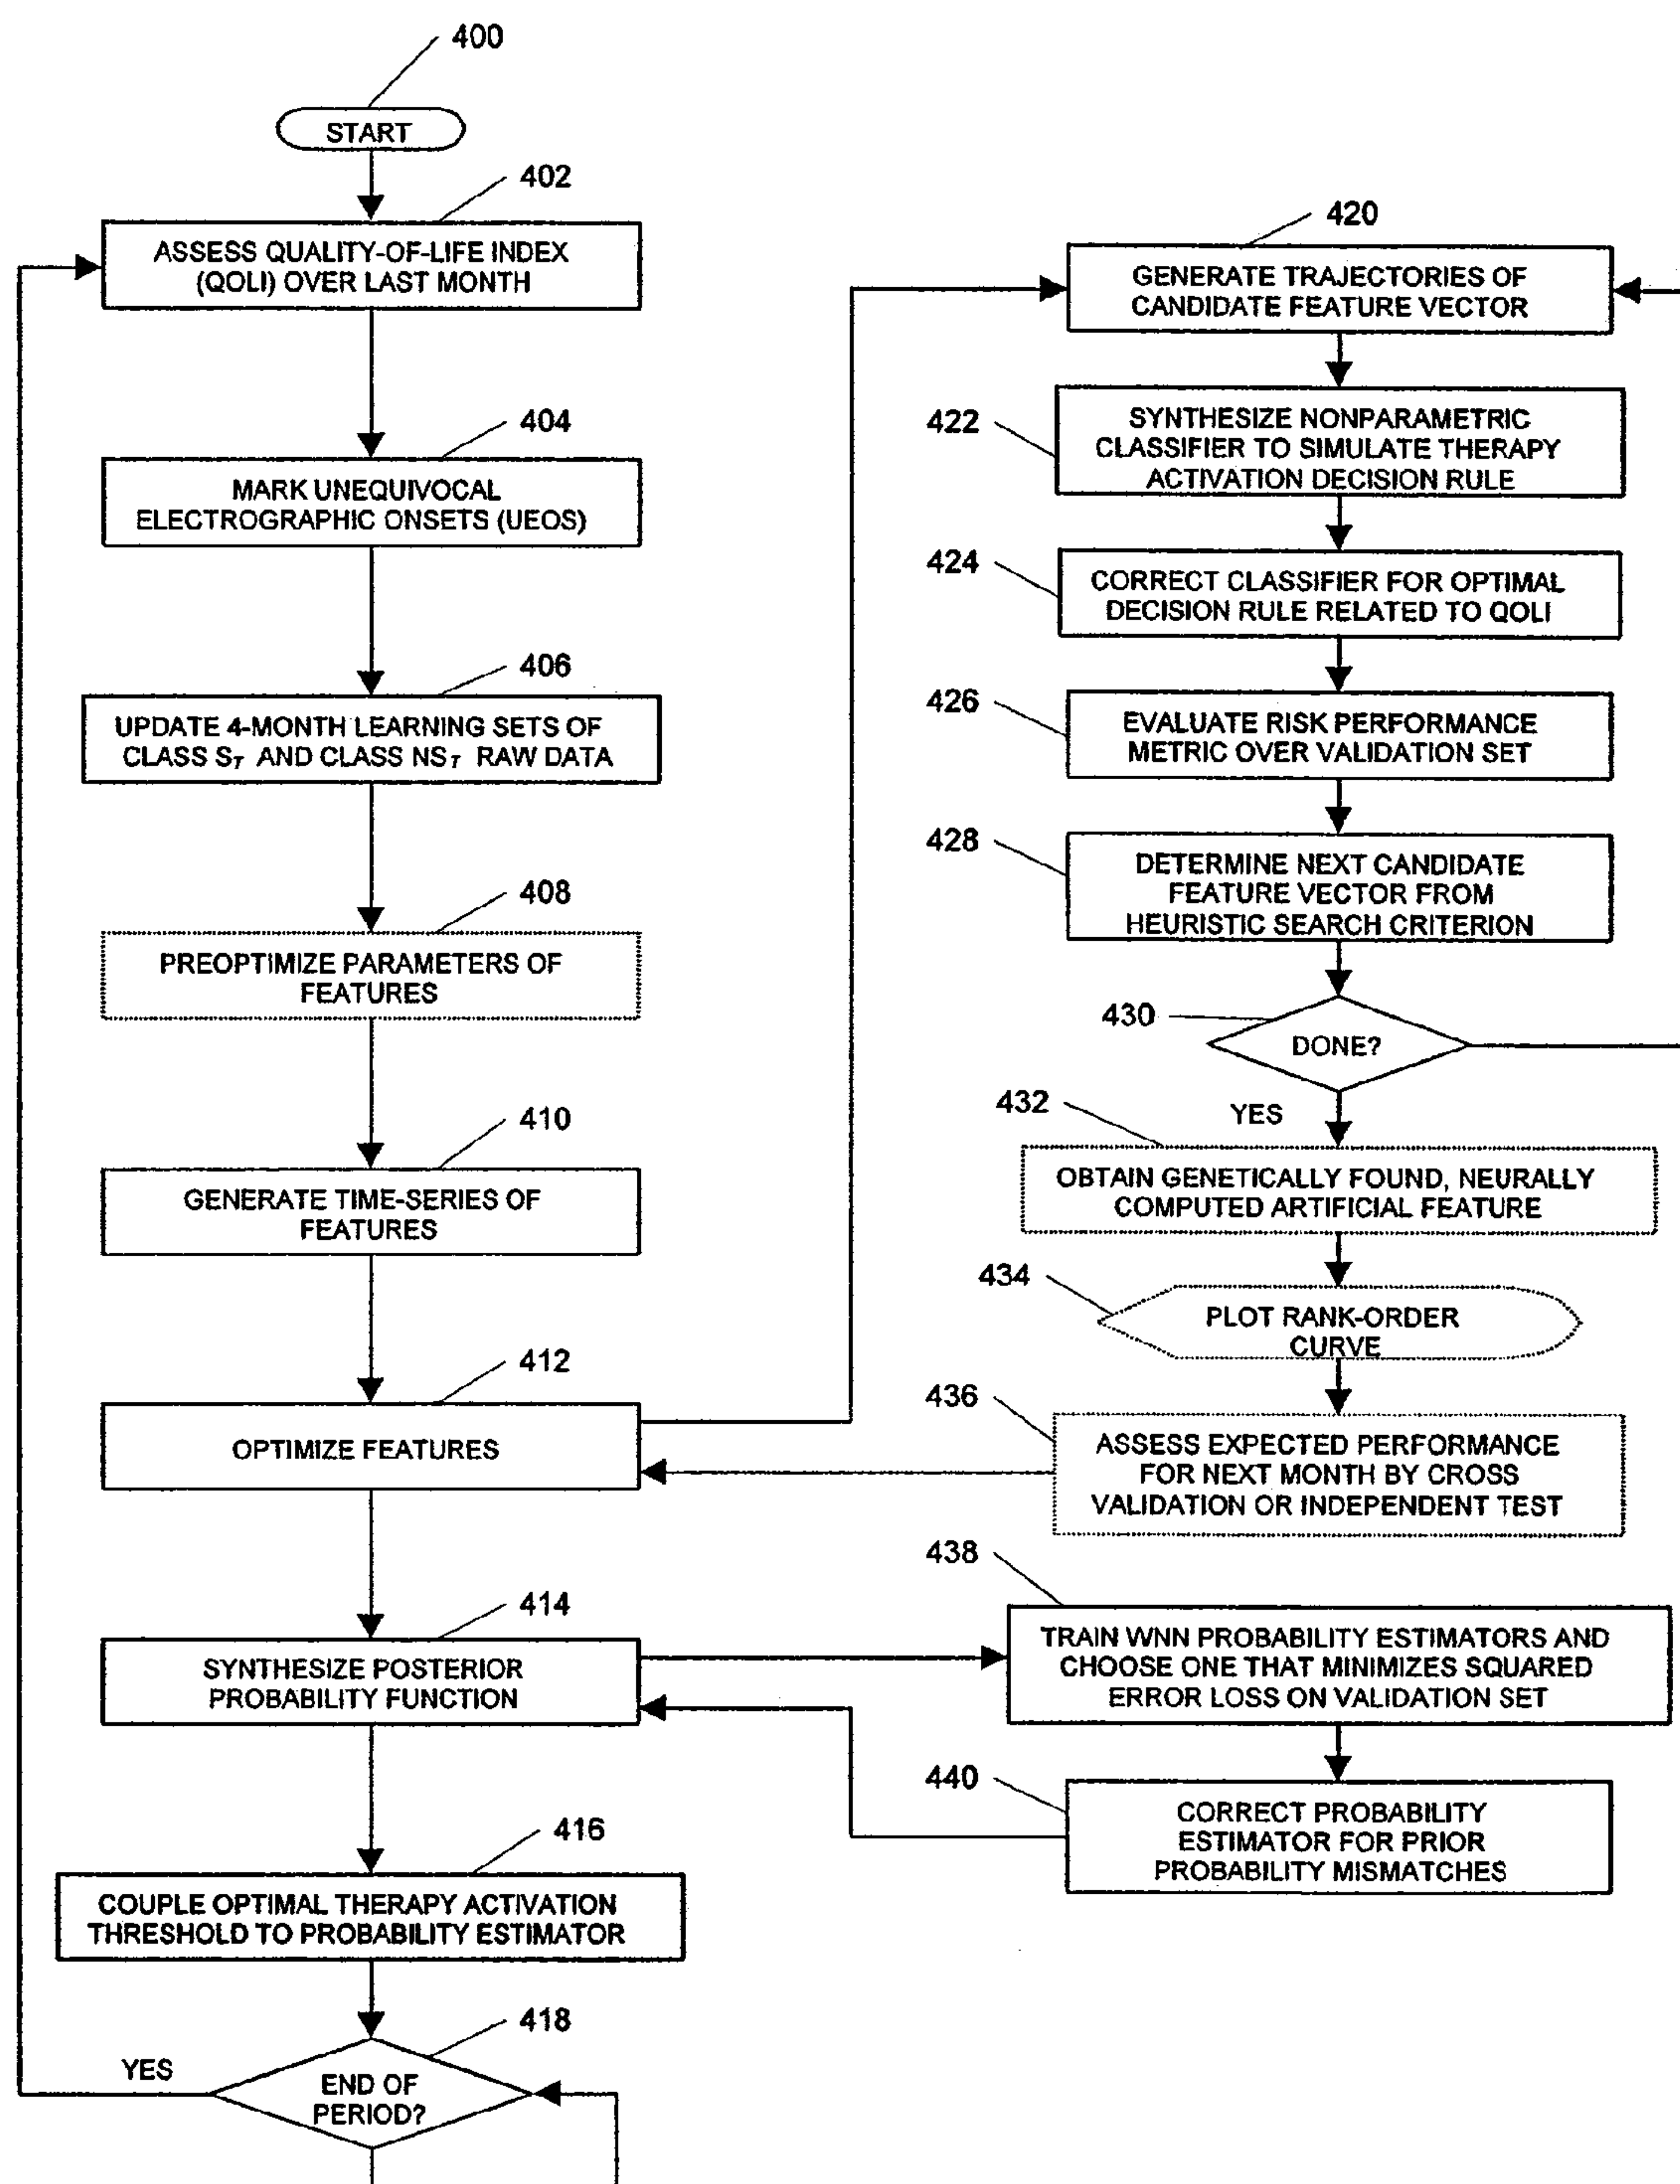 400
START
402
ASSESS QUALITY-OF-LIFE INDEX
(QOLI) OVER LAST MONTH
404
MARK UNEQUIVOCAL
ELECTROGRAPHIC ONSETS (UEOS)
406
UPDATE 4-MONTH LEARNING SETS OF
CLASS S_T AND CLASS NS_T RAW DATA
408
PREOPTIMIZE PARAMETERS OF
FEATURES
410
GENERATE TIME-SERIES OF
FEATURES
412
OPTIMIZE FEATURES
414
SYNTHESIZE POSTERIOR
PROBABILITY FUNCTION
416
COUPLE OPTIMAL THERAPY ACTIVATION
THRESHOLD TO PROBABILITY ESTIMATOR
418
YES
END OF
PERIOD?
420
GENERATE TRAJECTORIES OF
CANDIDATE FEATURE VECTOR
422
SYNTHESIZE NONPARAMETRIC
CLASSIFIER TO SIMULATE THERAPY
ACTIVATION DECISION RULE
424
CORRECT CLASSIFIER FOR OPTIMAL
DECISION RULE RELATED TO QOLI
426
EVALUATE RISK PERFORMANCE
METRIC OVER VALIDATION SET
428
DETERMINE NEXT CANDIDATE
FEATURE VECTOR FROM
HEURISTIC SEARCH CRITERION
430
DONE?
YES
432
OBTAIN GENETICALLY FOUND, NEURALLY
COMPUTED ARTIFICIAL FEATURE
434
PLOT RANK-ORDER
CURVE
436
ASSESS EXPECTED PERFORMANCE
FOR NEXT MONTH BY CROSS
VALIDATION OR INDEPENDENT TEST
438
TRAIN WNN PROBABILITY ESTIMATORS AND
CHOOSE ONE THAT MINIMIZES SQUARED
ERROR LOSS ON VALIDATION SET
440
CORRECT PROBABILITY
ESTIMATOR FOR PRIOR
PROBABILITY MISMATCHES